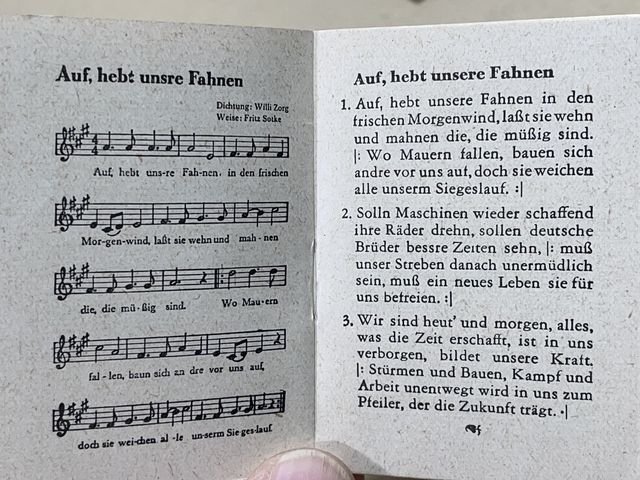 Auf, hebt unsre Fahnen
Dichtung: Willi Zorg
Weise: Fritz Sotke
4
4
Auf, hebt uns-re Fah-nen, in den frischen
Mor-gen-wind, laßt sie wehn und mah-nen
die, die mü-ßig sind. Wo Mau-ern
fal-len, baun sich an dre vor uns auf,
doch sie wei-chen al-le un-serm Sie ges-lauf.
Auf, hebt unsere Fahnen
1. Auf, hebt unsere Fahnen in den
frischen Morgenwind, laßt sie wehn
und mahnen die, die müßig sind.
|: Wo Mauern fallen, bauen sich
andre vor uns auf, doch sie weichen
alle unserm Siegeslauf. :|
2. Solln Maschinen wieder schaffend
ihre Räder drehn, sollen deutsche
Brüder bessre Zeiten sehn, |: muß
unser Streben danach unermüdlich
sein, muß ein neues Leben sie für
uns befreien. :|
3. Wir sind heut' und morgen, alles,
was die Zeit erschafft, ist in uns
verborgen, bildet unsere Kraft.
|: Stürmen und Bauen, Kampf und
Arbeit unentwegt wird in uns zum
Pfeiler, der die Zukunft trägt. :|